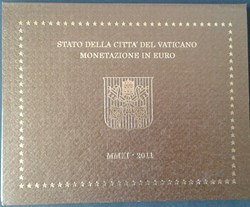 STATO DELLA CITTA' DEL VATICANO
MONETAZIONE IN EURO
MMXI - 2011